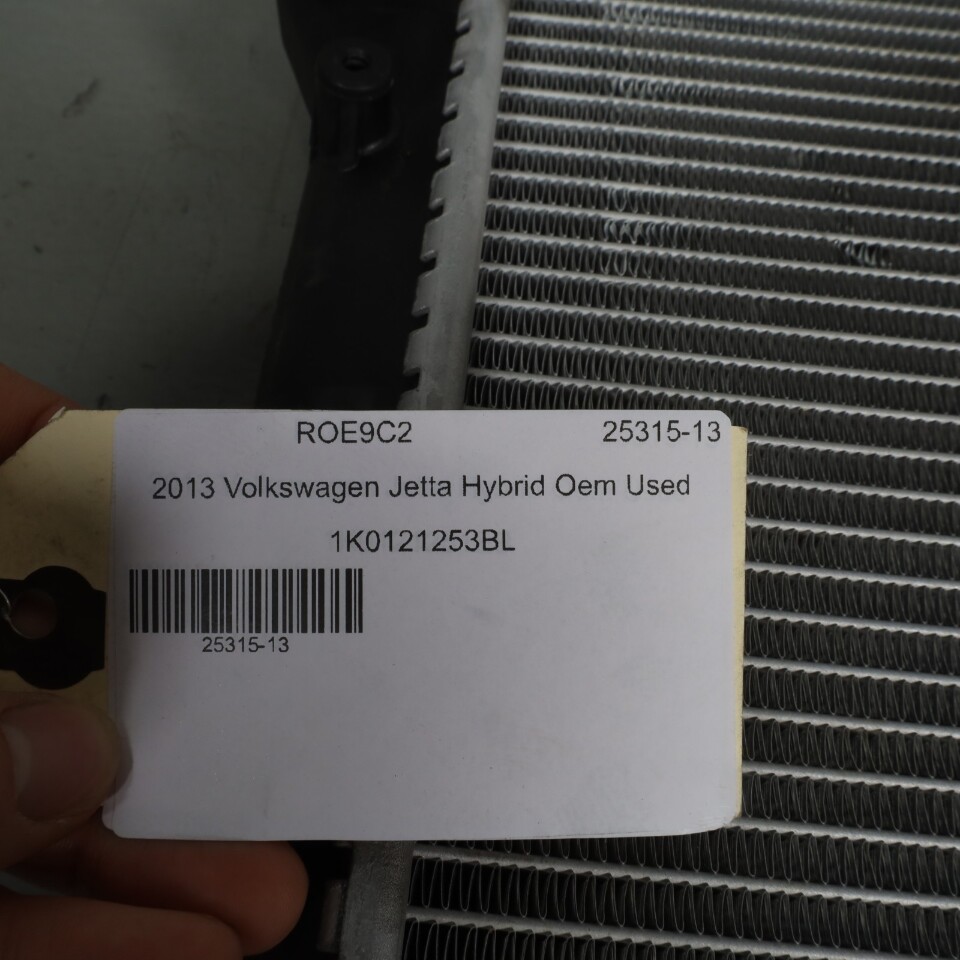 ROE9C2 25315-13
2013 Volkswagen Jetta Hybrid Oem Used
1K0121253BL
25315-13